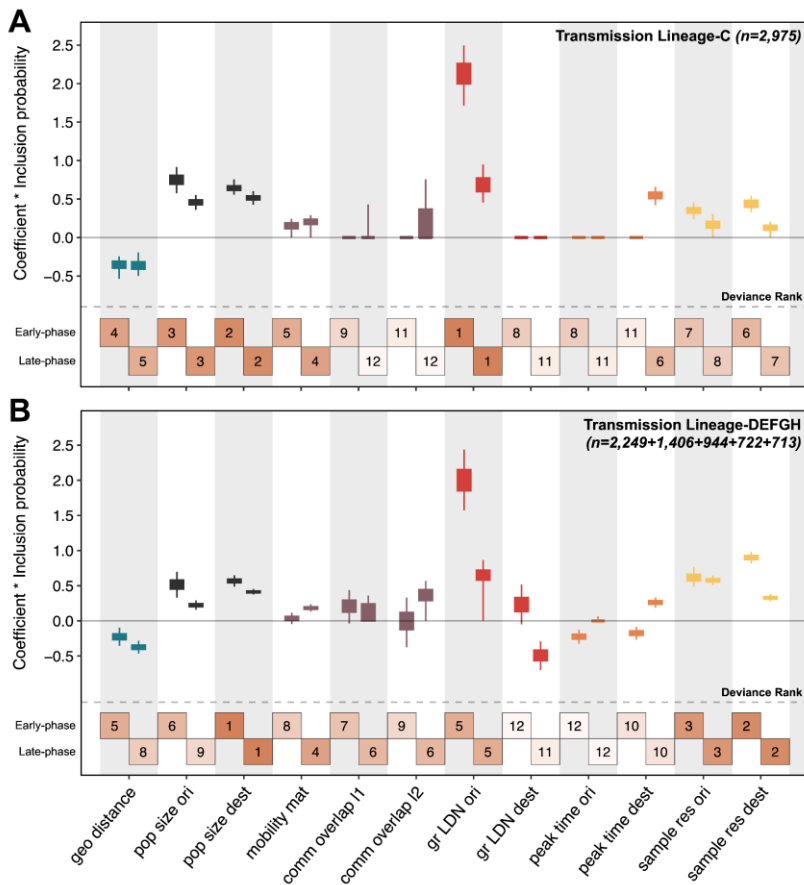 A
Transmission Lineage-C (n=2,975)
Coefficient * Inclusion probability
2.5
2.0
1.5
1.0
0.5
0.0
−0.5
Deviance Rank
Early-phase 4 3 2 5 9 11 1 8 8 11 7 6
Late-phase 5 3 2 4 12 12 1 11 11 6 8 7
B
Transmission Lineage-DEFGH
(n=2,249+1,406+944+722+713)
Coefficient * Inclusion probability
2.5
2.0
1.5
1.0
0.5
0.0
−0.5
Deviance Rank
Early-phase 5 6 1 8 7 9 5 12 12 10 3 2
Late-phase 8 9 1 4 6 6 5 11 12 10 3 2
geo distance
pop size ori
pop size dest
mobility mat
comm overlap l1
comm overlap l2
gr LDN ori
gr LDN dest
peak time ori
peak time dest
sample res ori
sample res dest